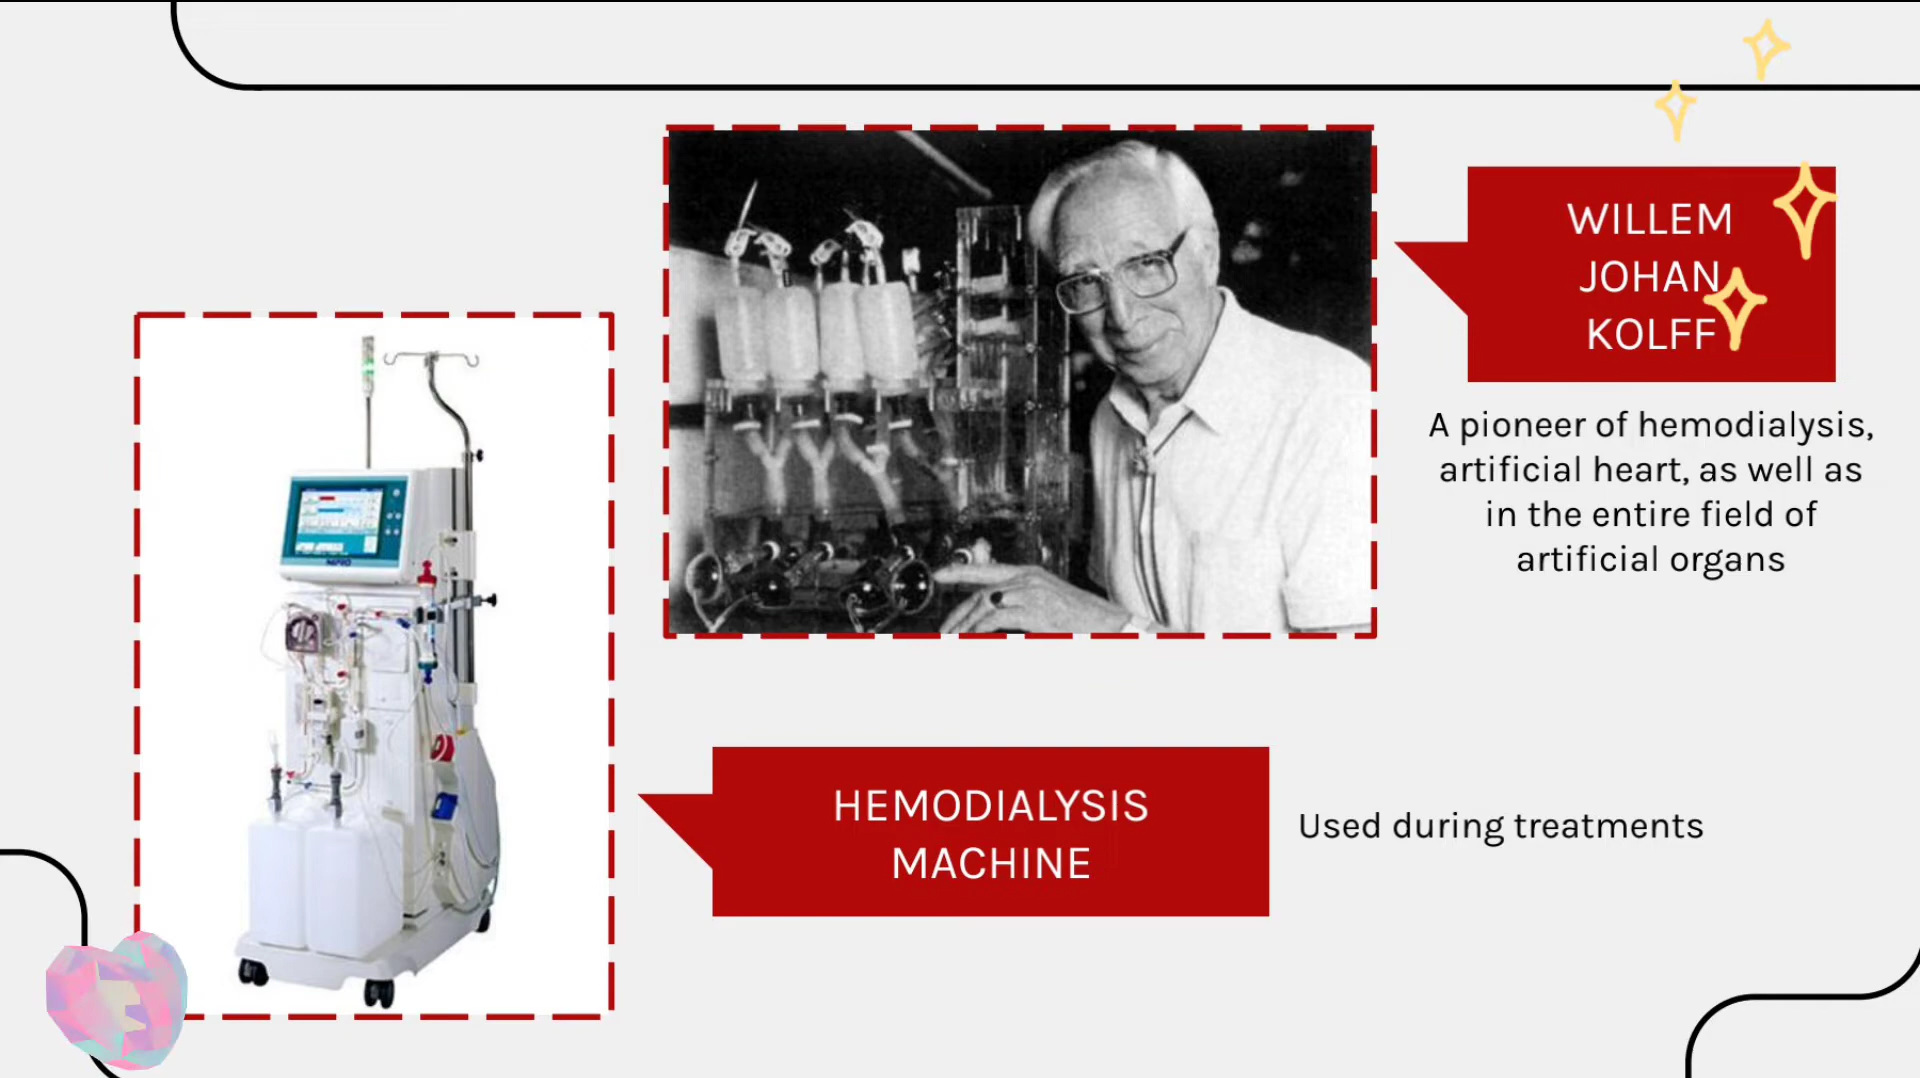 WILLEM
JOHAN
KOLFF
A pioneer of hemodialysis,
artificial heart, as well as
in the entire field of
artificial organs
NIPRO
HEMODIALYSIS
MACHINE
Used during treatments